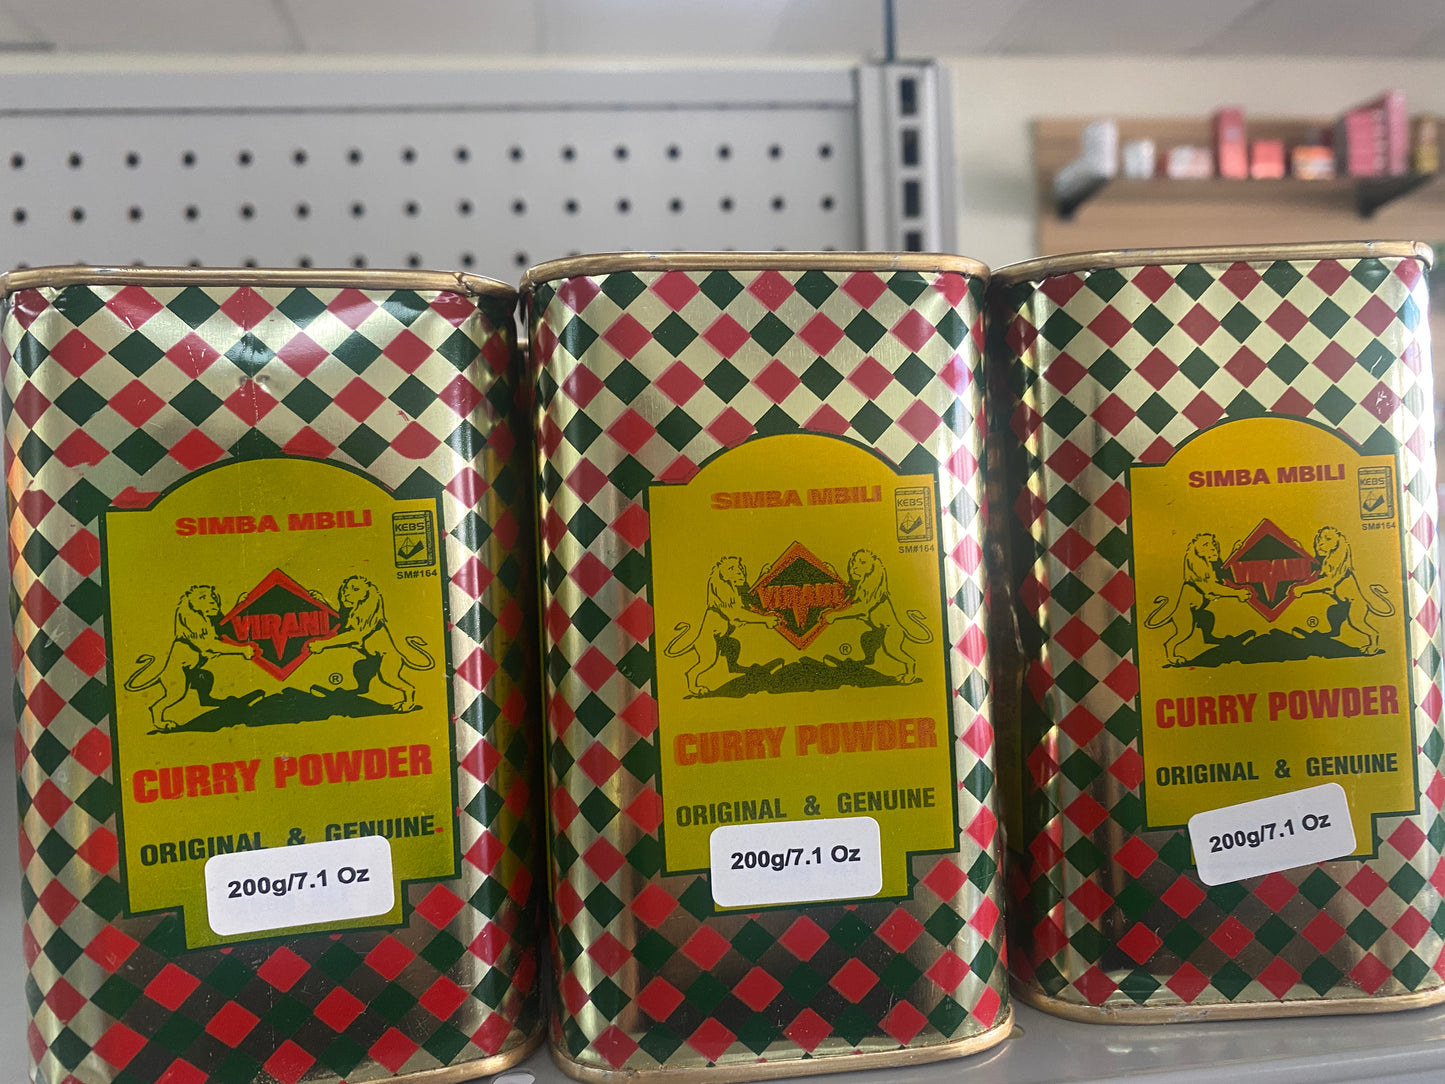 SIMBA MBILI
KEBS
SM#164
VIRANI
®
CURRY POWDER
ORIGINAL & GENUINE
200g/7.1 Oz
SIMBA MBILI
KEBS
SM#164
VIRANI
®
CURRY POWDER
ORIGINAL & GENUINE
200g/7.1 Oz
SIMBA MBILI
KEBS
SM#164
VIRANI
®
CURRY POWDER
ORIGINAL & GENUINE
200g/7.1 Oz